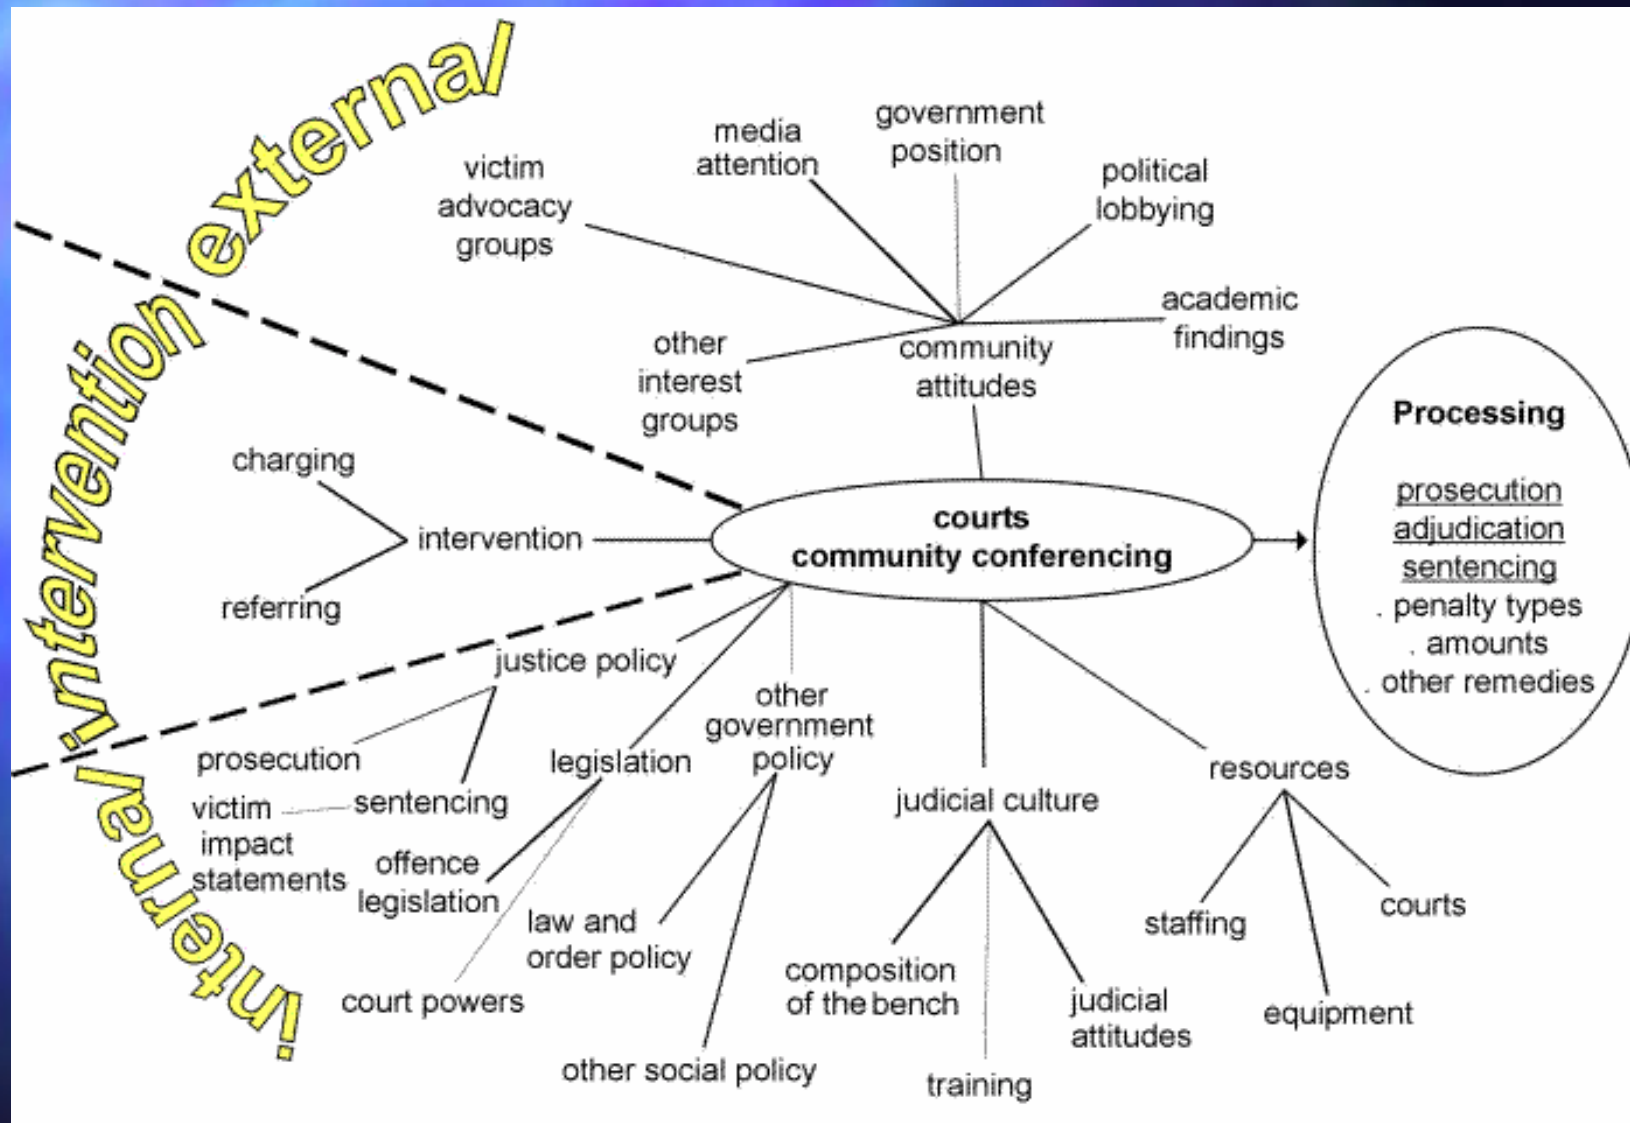 external
intervention
internal
victim
advocacy
groups
media
attention
government
position
political
lobbying
academic
findings
other
interest
groups
community
attitudes
charging
intervention
referring
courts
community conferencing
Processing
prosecution
adjudication
sentencing
. penalty types
. amounts
. other remedies
justice policy
prosecution
sentencing
victim
impact
statements
legislation
offence
legislation
court powers
other
government
policy
law and
order policy
other social policy
judicial culture
composition
of the bench
training
judicial
attitudes
resources
staffing
equipment
courts